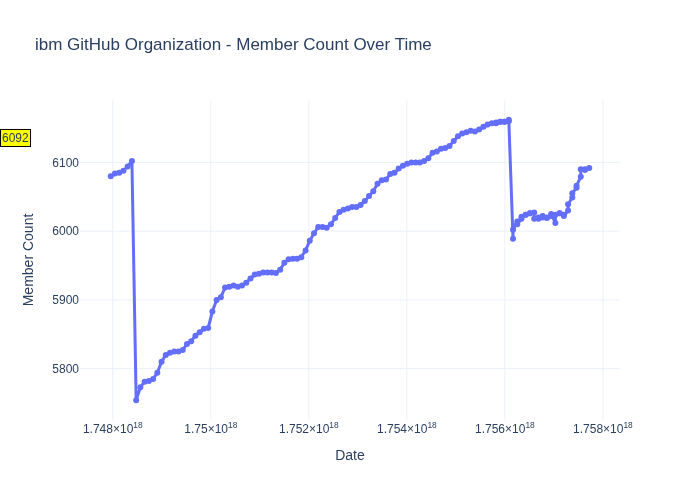 ibm GitHub Organization - Member Count Over Time
6092
6100
6000
5900
5800
Member Count
1.748×10¹⁸ 1.75×10¹⁸ 1.752×10¹⁸ 1.754×10¹⁸ 1.756×10¹⁸ 1.758×10¹⁸
Date